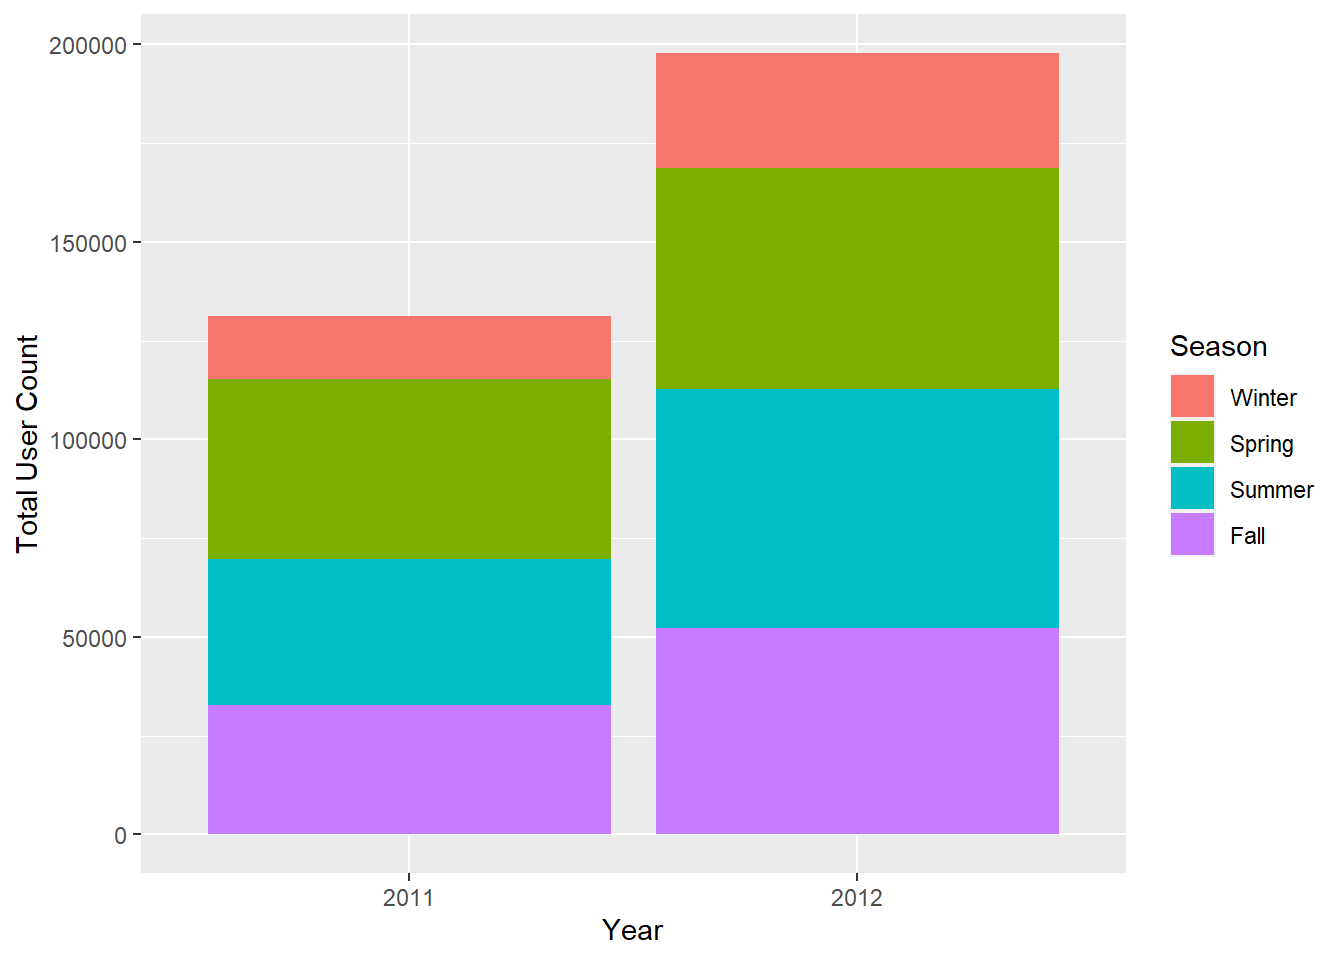 200000
150000
100000
50000
0
Total User Count
2011
2012
Year
Season
Winter
Spring
Summer
Fall